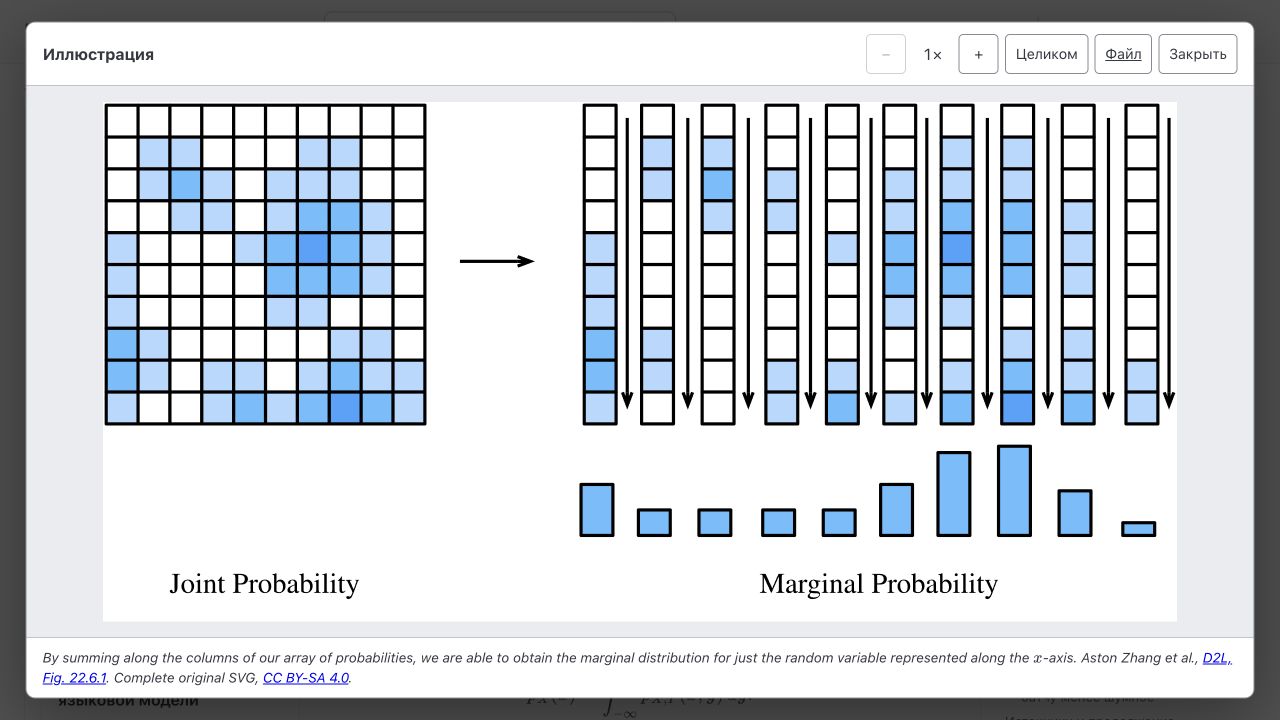 Иллюстрация
− 1× + Целиком Файл Закрыть
Joint Probability
Marginal Probability
By summing along the columns of our array of probabilities, we are able to obtain the marginal distribution for just the random variable represented along the x-axis. Aston Zhang et al., D2L,
Fig. 22.6.1. Complete original SVG, CC BY-SA 4.0.
языковой модели